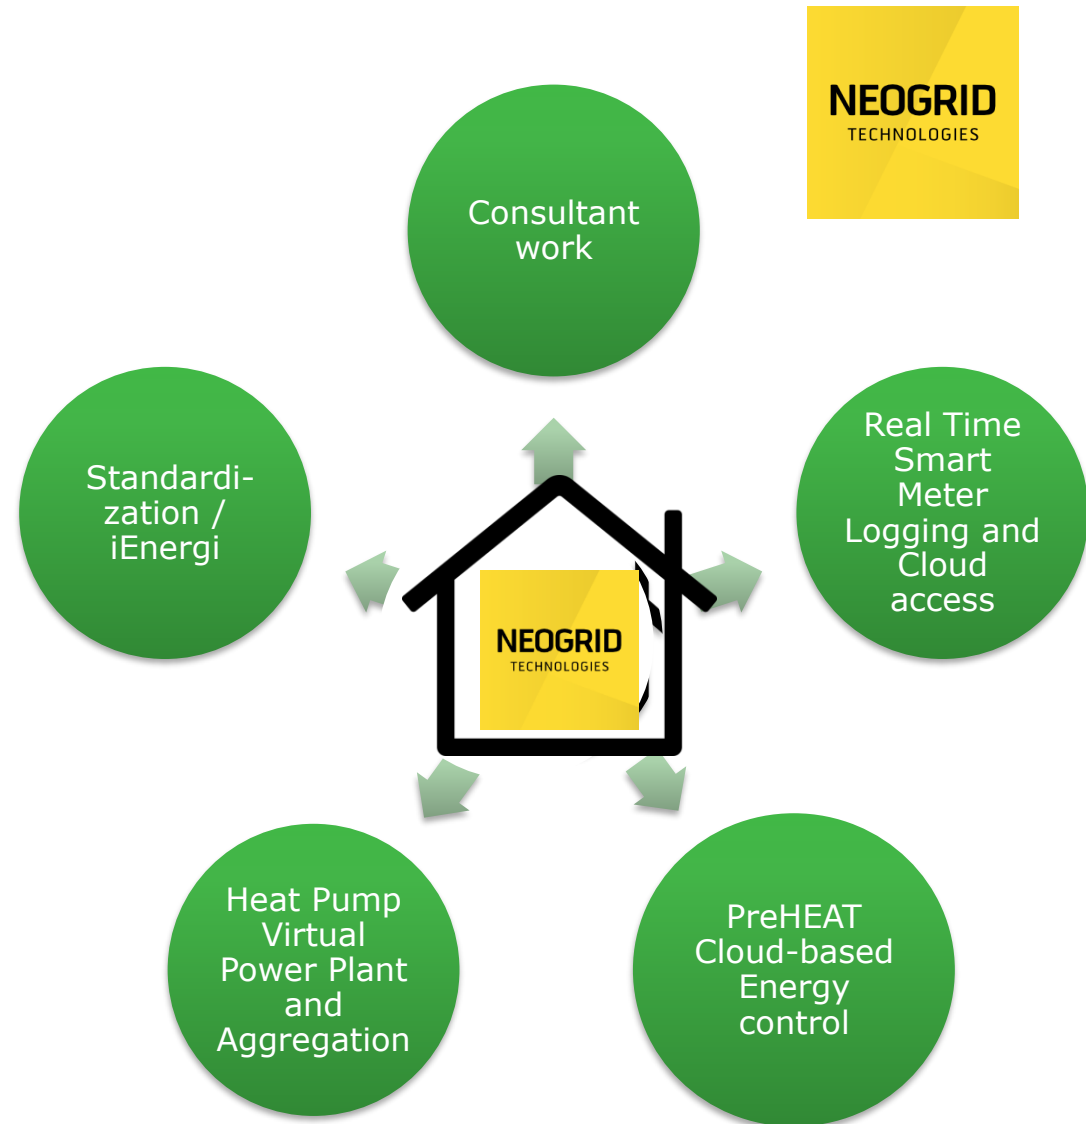 NEOGRID
TECHNOLOGIES
Consultant
work
Real Time
Smart
Meter
Logging and
Cloud
access
Standardi-
zation /
iEnergi
NEOGRID
TECHNOLOGIES
Heat Pump
Virtual
Power Plant
and
Aggregation
PreHEAT
Cloud-based
Energy
control